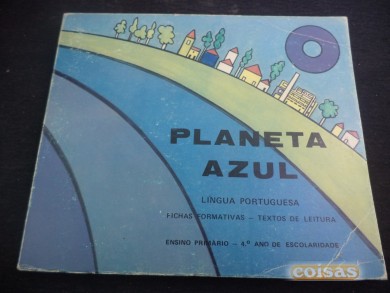 PLANETA
AZUL
LÍNGUA PORTUGUESA
FICHAS FORMATIVAS — TEXTOS DE LEITURA
ENSINO PRIMÁRIO — 4.º ANO DE ESCOLARIDADE
coisas